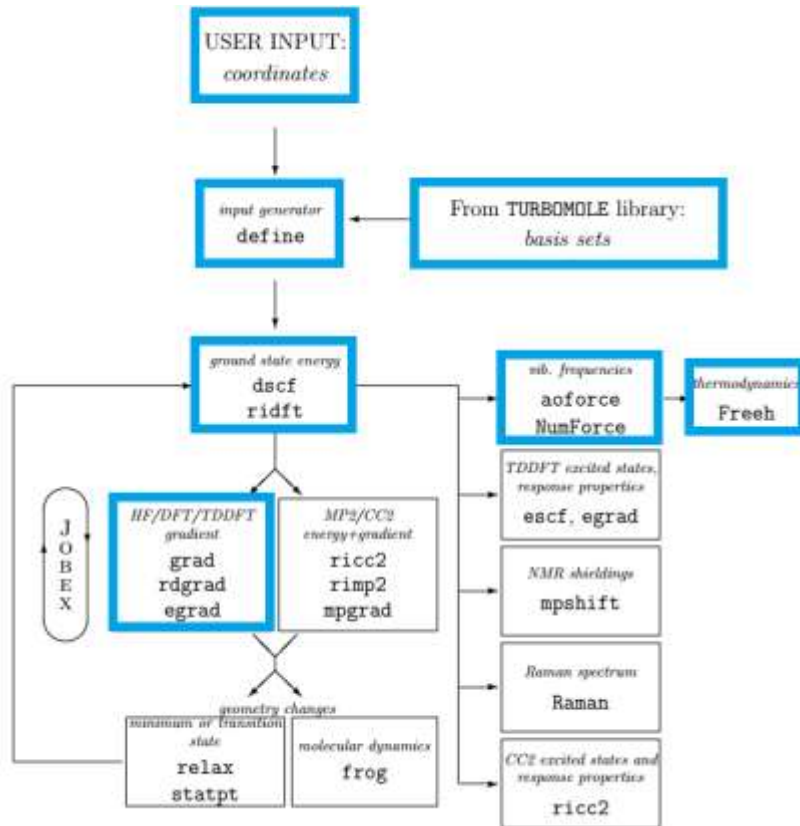 USER INPUT:
coordinates
input generator
define
From TURBOMOLE library:
basis sets
ground state energy
dscf
ridft
vib. frequencies
aoforce
NumForce
thermodynamics
Freeh
TDDFT excited states,
response properties
escf, egrad
JOBEX
HF/DFT/TDDFT
gradient
grad
rdgrad
egrad
MP2/CC2
energy+gradient
ricc2
rimp2
mpgrad
NMR shieldings
mpshift
Raman spectrum
Raman
geometry changes
minimum or transition
state
relax
statpt
molecular dynamics
frog
CC2 excited states and
response properties
ricc2